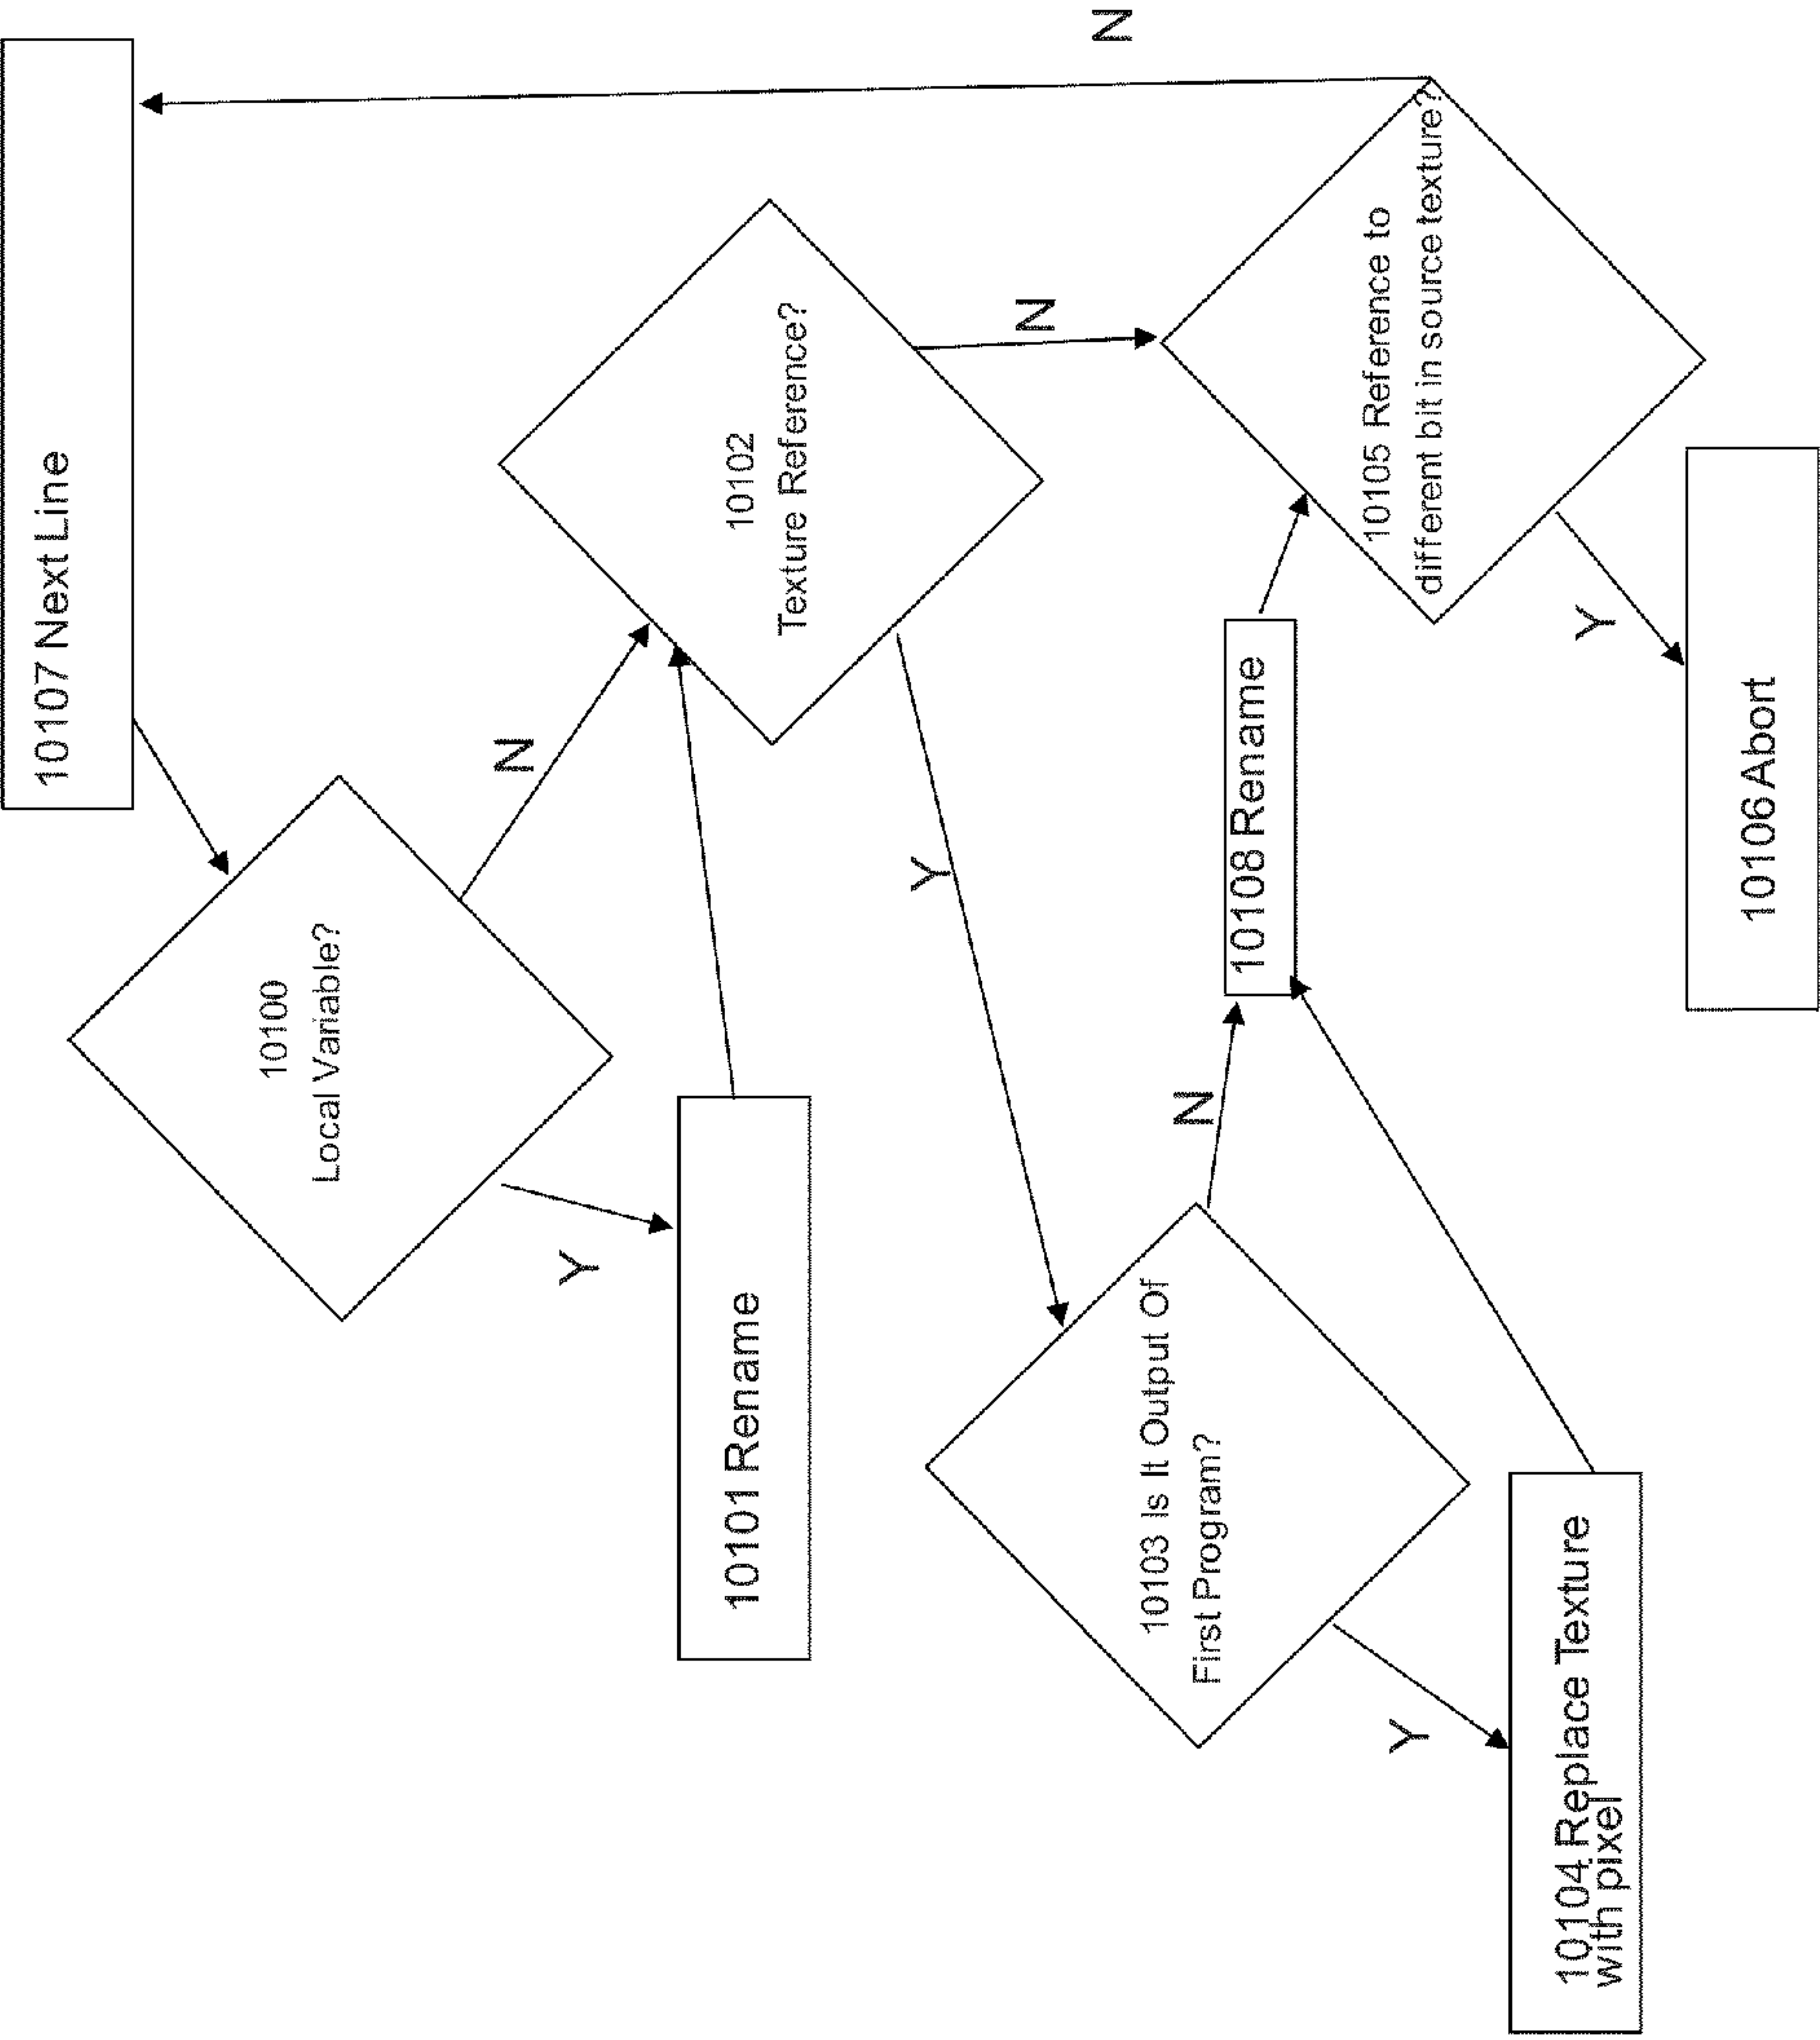 10107 Next Line
10100
Local Variable?
N
Y
10101 Rename
10102
Texture Reference?
N
Y
10103 Is It Output Of
First Program?
N
Y
10104 Replace Texture
with pixel
10108 Rename
10105 Reference to
different bit in source texture?
N
Y
10106 Abort